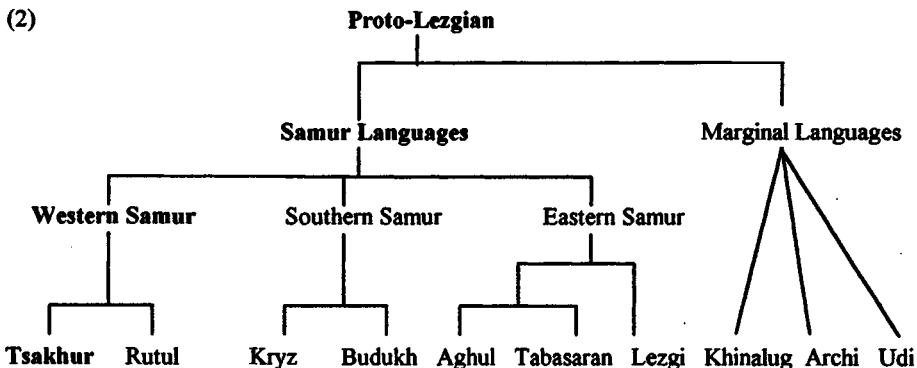 (2) Proto-Lezgian
Samur Languages Marginal Languages
Western Samur Southern Samur Eastern Samur
Tsakhur Rutul Kryz Budukh Aghul Tabasaran Lezgi Khinalug Archi Udi